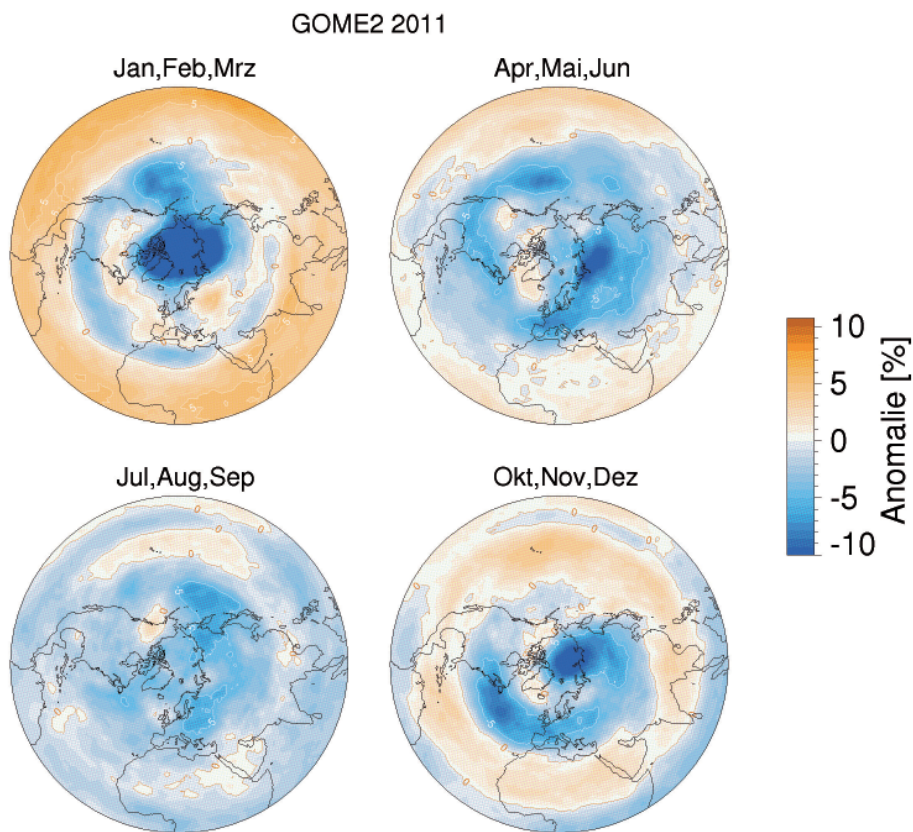 GOME2 2011
Jan,Feb,Mrz
Apr,Mai,Jun
Jul,Aug,Sep
Okt,Nov,Dez
10
5
0
-5
-10
Anomalie [%]